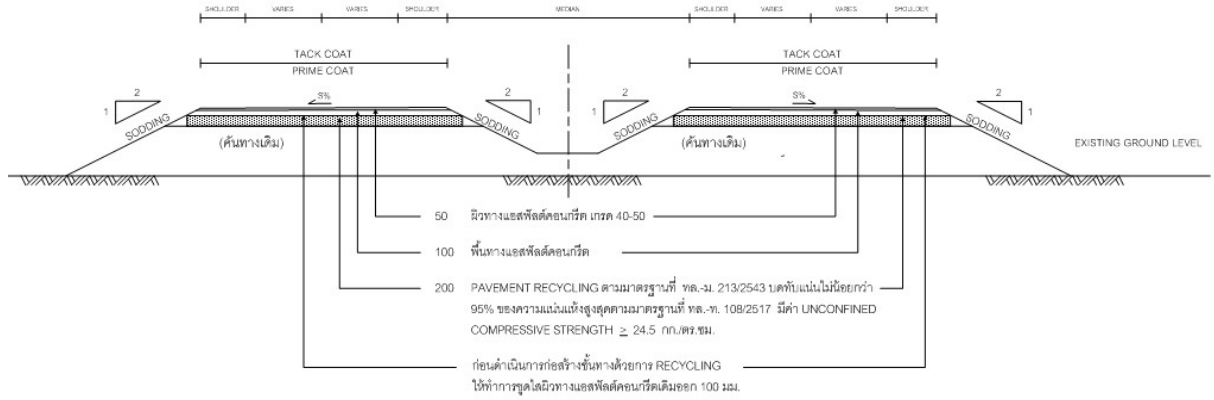 SHOULDER VARIES VARIES SHOULDER MEDIAN SHOULDER VARIES VARIES SHOULDER
TACK COAT TACK COAT
PRIME COAT PRIME COAT
2 S% 2 2 S% 2
1 1 1 1
SODDING SODDING SODDING SODDING
(คันทางเดิม) (คันทางเดิม) EXISTING GROUND LEVEL
50 ผิวทางแอสฟัลต์คอนกรีต เกรด 40-50
100 พื้นทางแอสฟัลต์คอนกรีต
200 PAVEMENT RECYCLING ตามมาตรฐานที่ ทล.-ม. 213/2543 บดทับแน่นไม่น้อยกว่า
95% ของความแน่นแห้งสูงสุดตามมาตรฐานที่ ทล.-ท. 108/2517 มีค่า UNCONFINED
COMPRESSIVE STRENGTH ≥ 24.5 กก./ตร.ซม.
ก่อนดำเนินการก่อสร้างชั้นทางด้วยการ RECYCLING
ให้ทำการขูดไสผิวทางแอสฟัลต์คอนกรีตเดิมออก 100 มม.